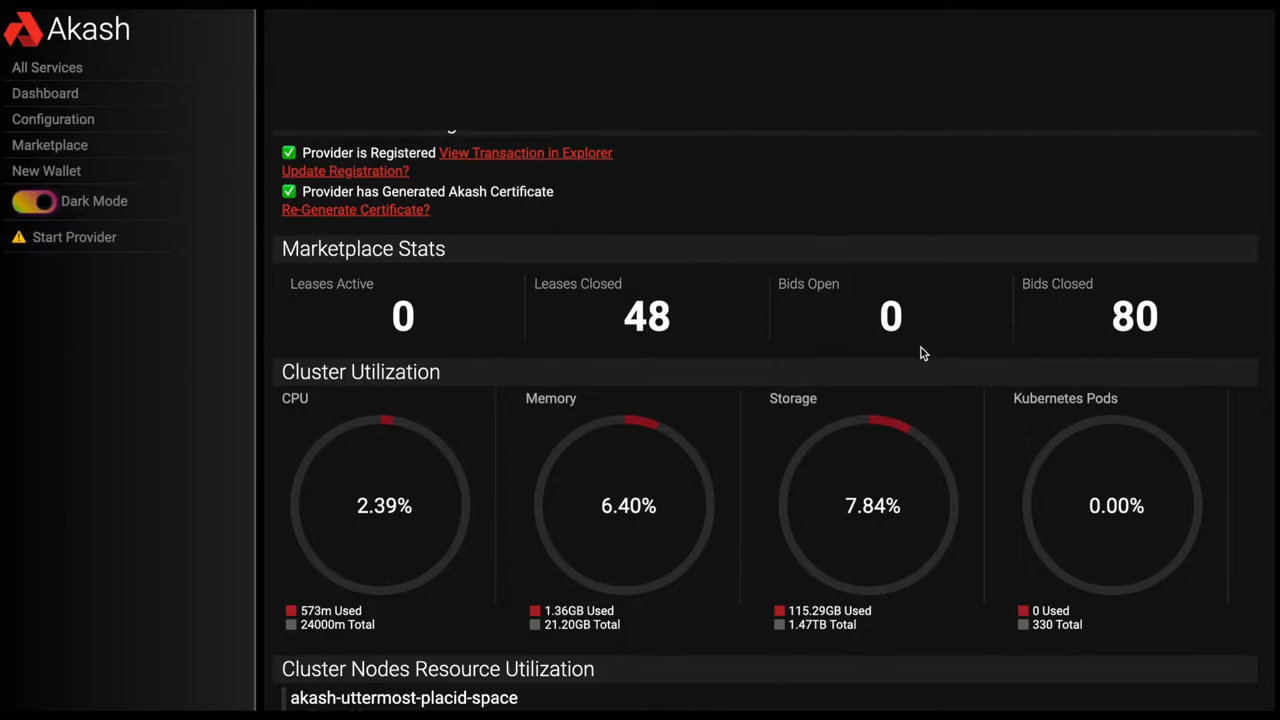 Akash
All Services
Dashboard
Configuration
Marketplace
New Wallet
Dark Mode
Start Provider
Provider is Registered View Transaction in Explorer
Update Registration?
Provider has Generated Akash Certificate
Re-Generate Certificate?
Marketplace Stats
Leases Active
0
Leases Closed
48
Bids Open
0
Bids Closed
80
Cluster Utilization
CPU
2.39%
573m Used
24000m Total
Memory
6.40%
1.36GB Used
21.20GB Total
Storage
7.84%
115.29GB Used
1.47TB Total
Kubernetes Pods
0.00%
0 Used
330 Total
Cluster Nodes Resource Utilization
akash-uttermost-placid-space